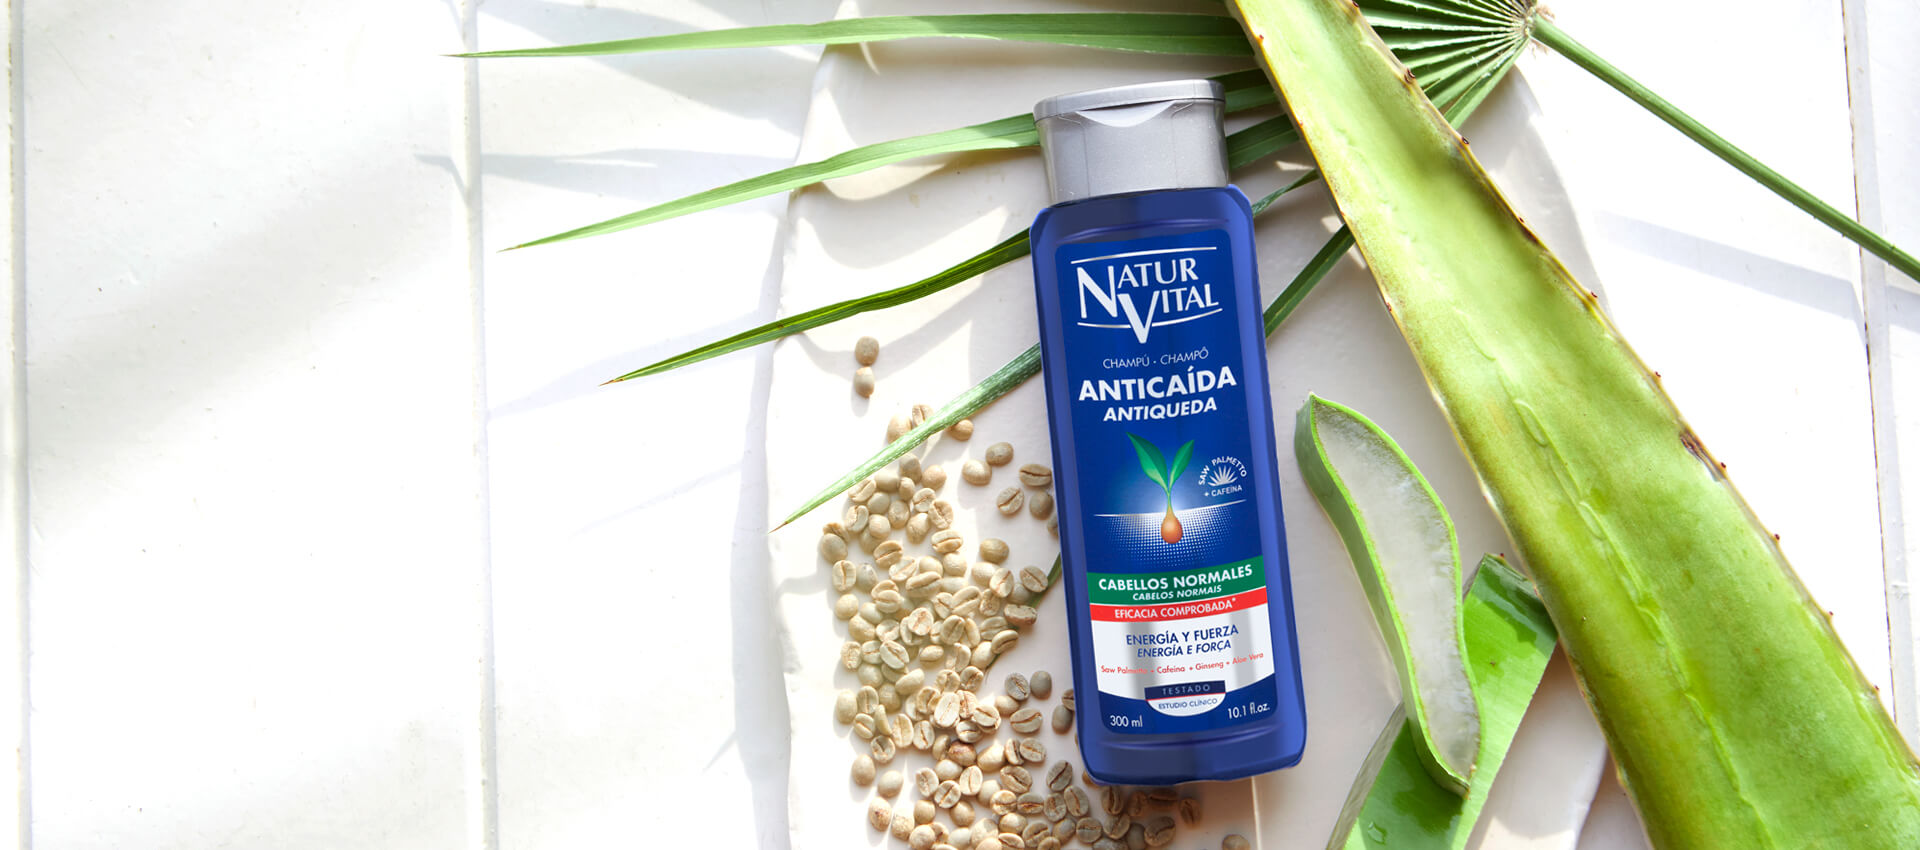 NATUR
VITAL
CHAMPÚ · CHAMPÔ
ANTICAÍDA
ANTIQUEDA
SAW PALMETTO
+ CAFEÍNA
CABELLOS NORMALES
CABELOS NORMAIS
EFICACIA COMPROBADA*
ENERGÍA Y FUERZA
ENERGÍA E FORÇA
Saw Palmetto + Cafeína + Ginseng + Aloe Vera
TESTADO
ESTUDIO CLÍNICO
300 ml
10.1 fl.oz.